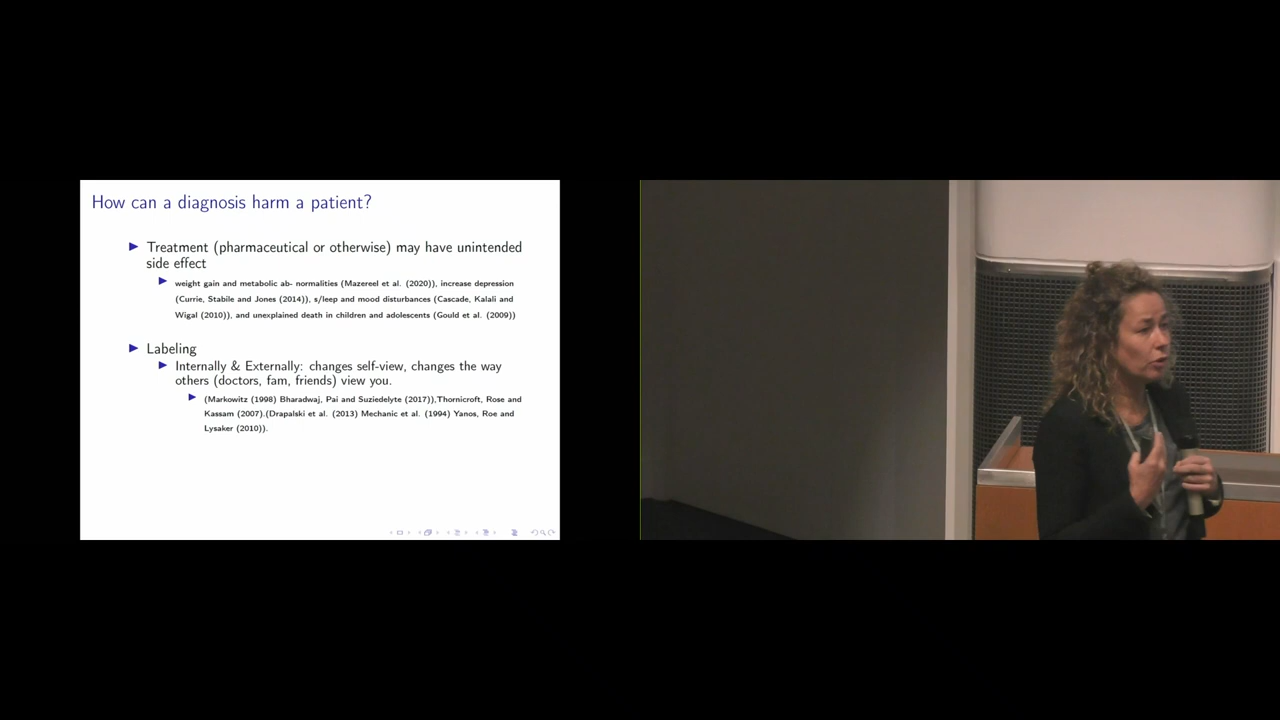 How can a diagnosis harm a patient?
Treatment (pharmaceutical or otherwise) may have unintended
side effect
weight gain and metabolic ab- normalities (Mazereel et al. (2020)), increase depression
(Currie, Stabile and Jones (2014)), s/leep and mood disturbances (Cascade, Kalali and
Wigal (2010)), and unexplained death in children and adolescents (Gould et al. (2009))
Labeling
Internally & Externally: changes self-view, changes the way
others (doctors, fam, friends) view you.
(Markowitz (1998) Bharadwaj, Pai and Suziedelyte (2017)),Thornicroft, Rose and
Kassam (2007).(Drapalski et al. (2013) Mechanic et al. (1994) Yanos, Roe and
Lysaker (2010)).